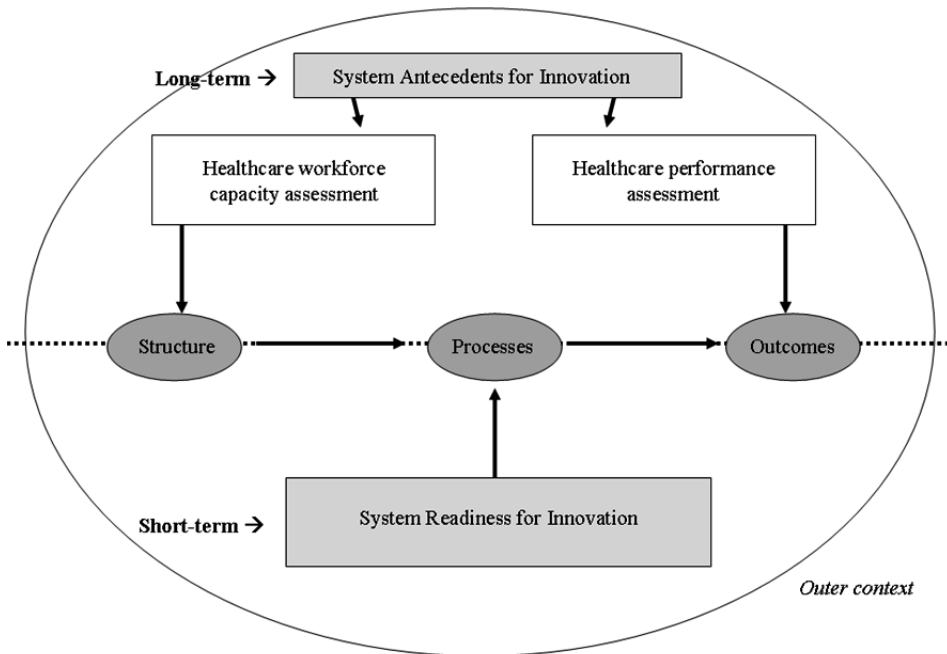 Long-term →
System Antecedents for Innovation
Healthcare workforce
capacity assessment
Healthcare performance
assessment
Structure
Processes
Outcomes
Short-term →
System Readiness for Innovation
Outer context